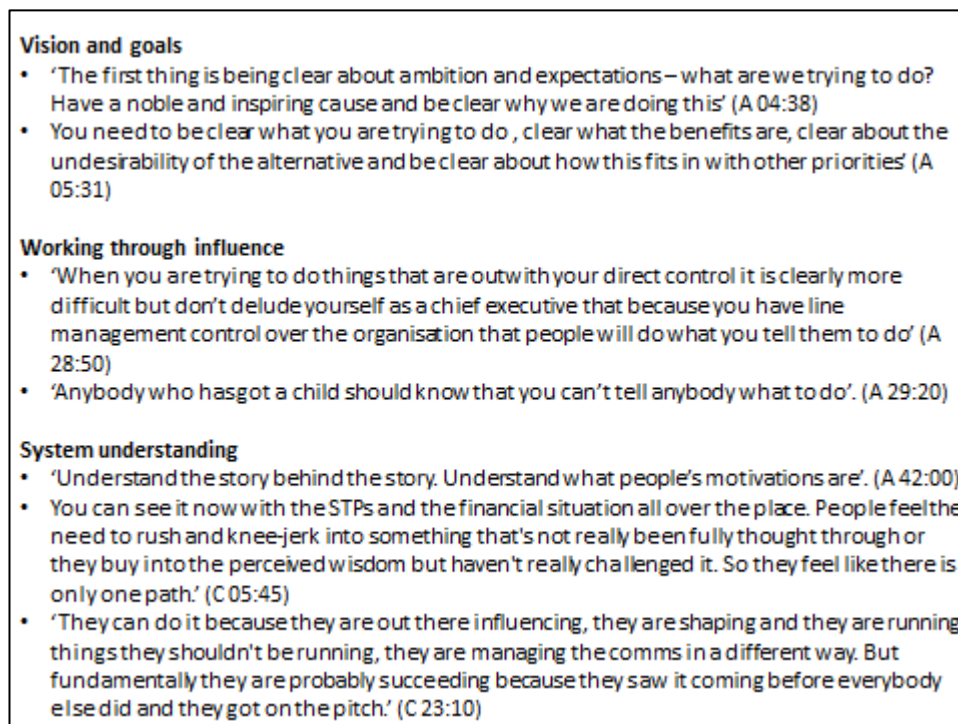 Vision and goals
• ‘The first thing is being clear about ambition and expectations – what are we trying to do?
Have a noble and inspiring cause and be clear why we are doing this’ (A 04:38)
• You need to be clear what you are trying to do , clear what the benefits are, clear about the
undesirability of the alternative and be clear about how this fits in with other priorities’ (A
05:31)
Working through influence
• ‘When you are trying to do things that are outwith your direct control it is clearly more
difficult but don’t delude yourself as a chief executive that because you have line
management control over the organisation that people will do what you tell them to do’ (A
28:50)
• ‘Anybody who has got a child should know that you can’t tell anybody what to do’. (A 29:20)
System understanding
• ‘Understand the story behind the story. Understand what people’s motivations are’. (A 42:00)
• You can see it now with the STPs and the financial situation all over the place. People feel the
need to rush and knee-jerk into something that's not really been fully thought through or
they buy into the perceived wisdom but haven't really challenged it. So they feel like there is
only one path.’ (C 05:45)
• ‘They can do it because they are out there influencing, they are shaping and they are running
things they shouldn't be running, they are managing the comms in a different way. But
fundamentally they are probably succeeding because they saw it coming before everybody
else did and they got on the pitch.’ (C 23:10)